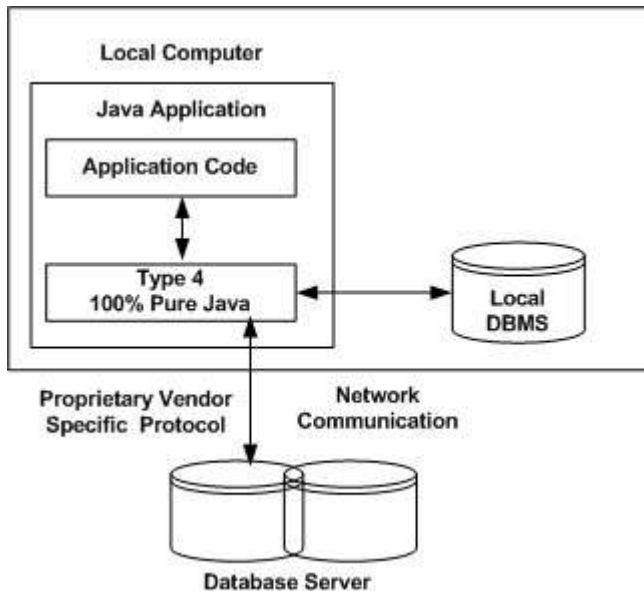 Local Computer
Java Application
Application Code
Type 4
100% Pure Java
Local
DBMS
Proprietary Vendor
Specific Protocol
Network
Communication
Database Server